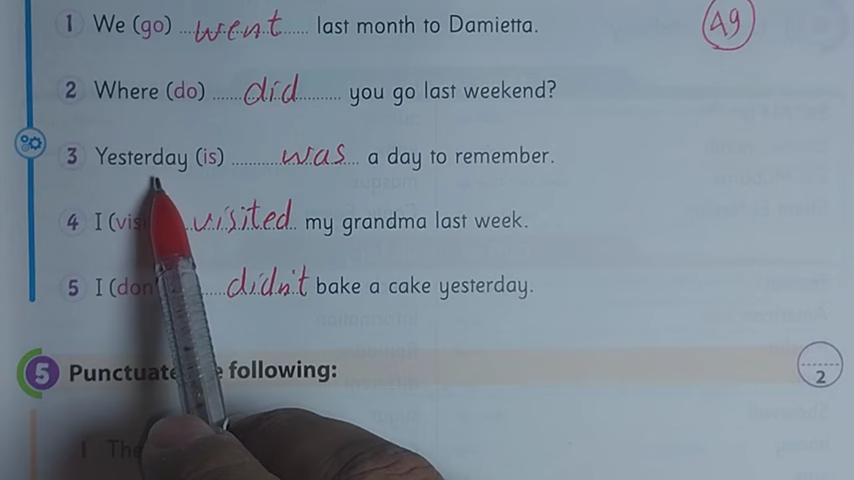 1 We (go) ...went... last month to Damietta.
49
2 Where (do) ...did... you go last weekend?
3 Yesterday (is) ...was... a day to remember.
4 I (vis visited my grandma last week.
5 I (don ...didn't bake a cake yesterday.
5 Punctuate following:
2
1 The